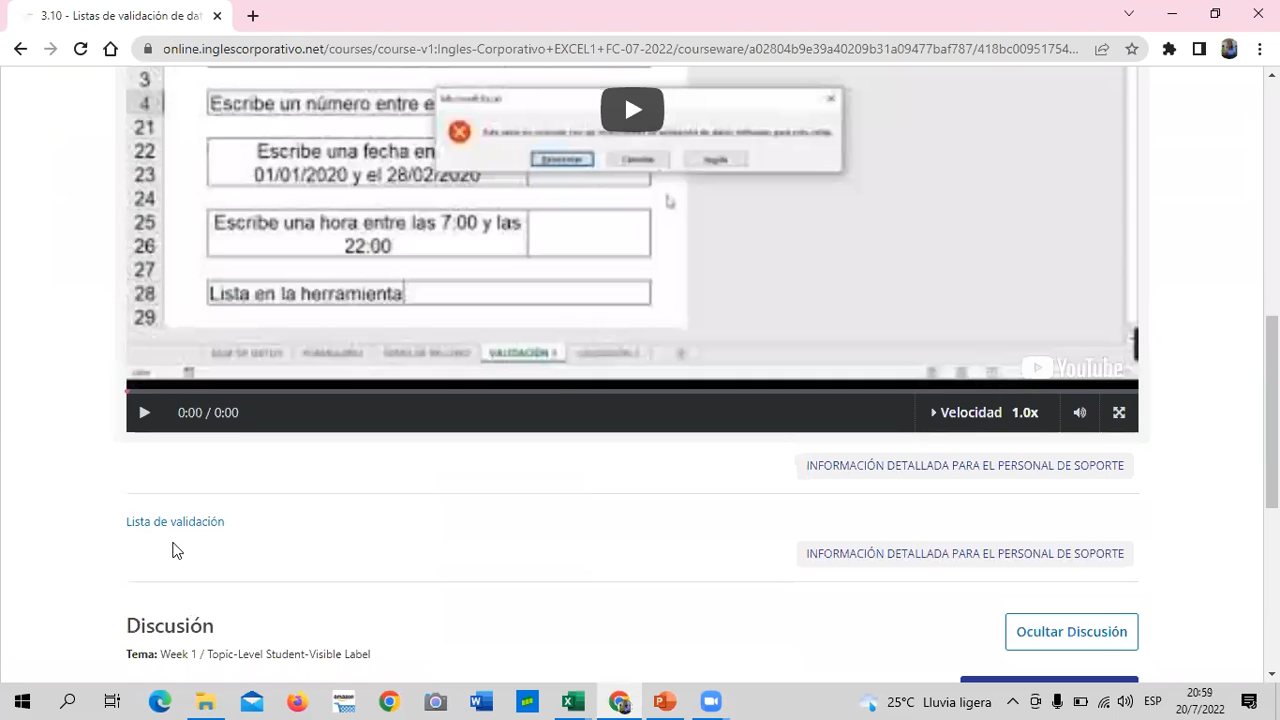 3.10 - Listas de validación de dat
online.inglescorporativo.net/courses/course-v1:Ingles-Corporativo+EXCEL1+FC-07-2022/courseware/a02804b9e39a40209b31a09477baf787/418bc00951754...
3
4 Escribe un número entre e
Microsoft Excel
21
22 Escribe una fecha en
23 01/01/2020 y el 28/02/2020
24
25 Escribe una hora entre las 7:00 y las
26 22:00
27
28 Lista en la herramienta
29
VALIDACIÓN 1
YouTube
0:00 / 0:00
Velocidad 1.0x
INFORMACIÓN DETALLADA PARA EL PERSONAL DE SOPORTE
Lista de validación
INFORMACIÓN DETALLADA PARA EL PERSONAL DE SOPORTE
Discusión
Ocultar Discusión
Tema: Week 1 / Topic-Level Student-Visible Label
amazon
25°C Lluvia ligera
ESP
20:59
20/7/2022